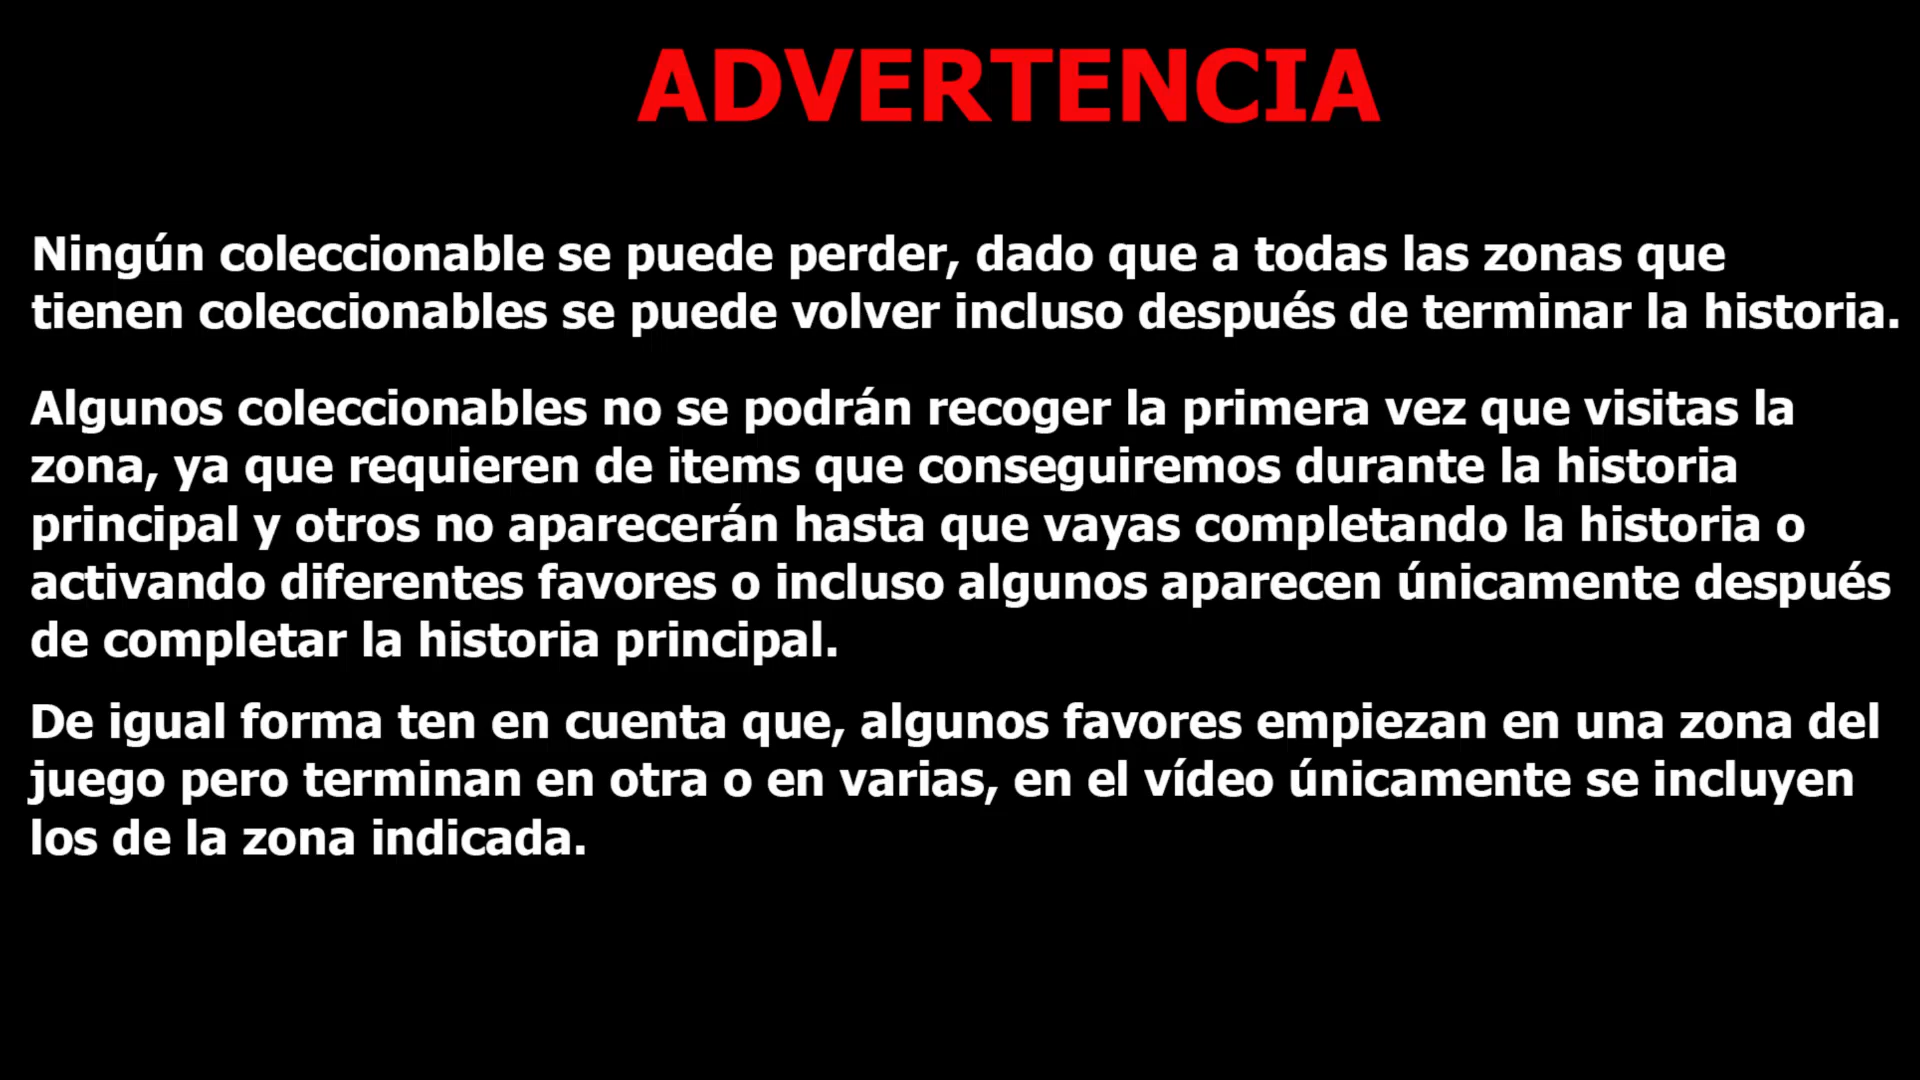 ADVERTENCIA
Ningún coleccionable se puede perder, dado que a todas las zonas que
tienen coleccionables se puede volver incluso después de terminar la historia.
Algunos coleccionables no se podrán recoger la primera vez que visitas la
zona, ya que requieren de items que conseguiremos durante la historia
principal y otros no aparecerán hasta que vayas completando la historia o
activando diferentes favores o incluso algunos aparecen únicamente después
de completar la historia principal.
De igual forma ten en cuenta que, algunos favores empiezan en una zona del
juego pero terminan en otra o en varias, en el vídeo únicamente se incluyen
los de la zona indicada.